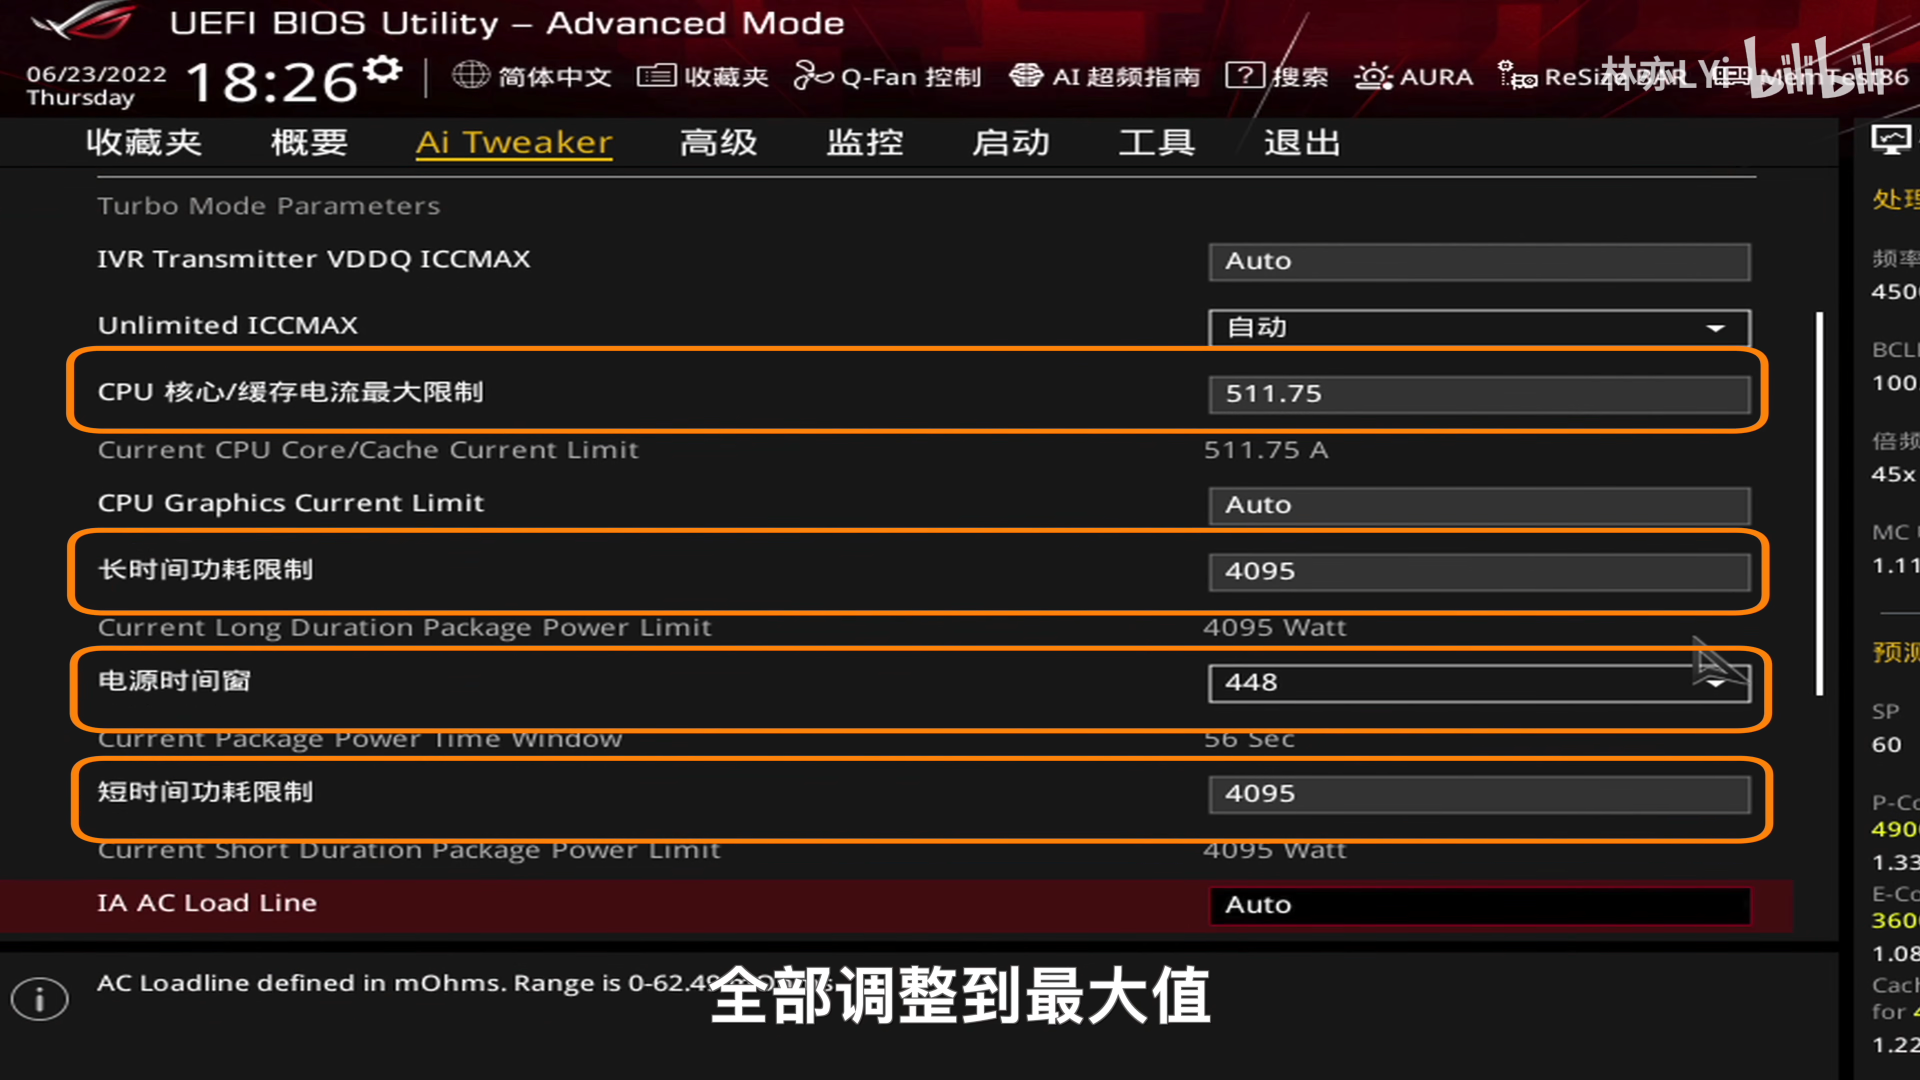 UEFI BIOS Utility – Advanced Mode
06/23/2022
Thursday
18:26
简体中文
收藏夹
Q-Fan 控制
AI 超频指南
? 搜索
AURA
ReSize BAR
MemTest86
林亦LYi bilibili
收藏夹 概要 Ai Tweaker 高级 监控 启动 工具 退出
Turbo Mode Parameters
IVR Transmitter VDDQ ICCMAX Auto
Unlimited ICCMAX 自动
CPU 核心/缓存电流最大限制 511.75
Current CPU Core/Cache Current Limit 511.75 A
CPU Graphics Current Limit Auto
长时间功耗限制 4095
Current Long Duration Package Power Limit 4095 Watt
电源时间窗 448
Current Package Power Time Window 56 Sec
短时间功耗限制 4095
Current Short Duration Package Power Limit 4095 Watt
IA AC Load Line Auto
AC Loadline defined in mOhms. Range is 0-62.49
全部调整到最大值
处理
频率
450
BCL
100.
倍频
45x
MC
1.11
预测
SP
60
P-Co
490
1.33
E-Co
360
1.08
Cach
for 4
1.22